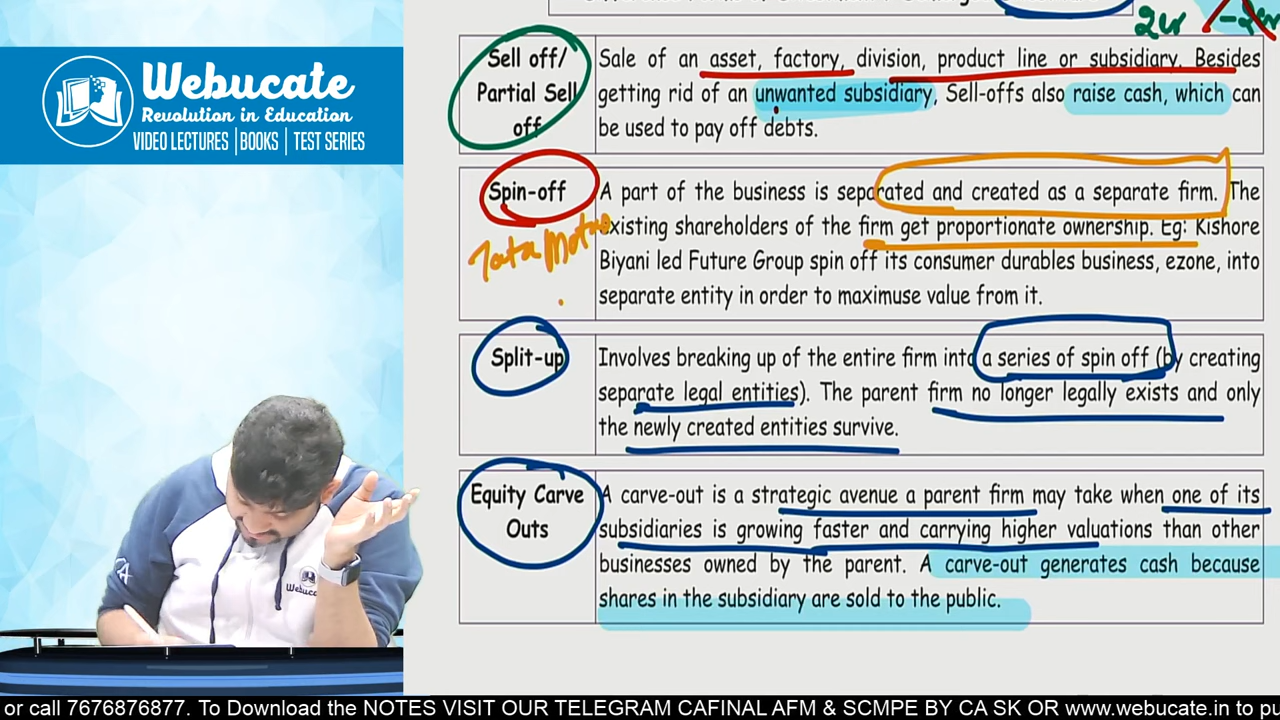 2cr
Webucate
Revolution in Education
VIDEO LECTURES | BOOKS | TEST SERIES
Sell off/
Partial Sell
off
Sale of an asset, factory, division, product line or subsidiary. Besides
getting rid of an unwanted subsidiary, Sell-offs also raise cash, which can
be used to pay off debts.
Spin-off
Tata Motors
A part of the business is separated and created as a separate firm. The
existing shareholders of the firm get proportionate ownership. Eg: Kishore
Biyani led Future Group spin off its consumer durables business, ezone, into
separate entity in order to maximuse value from it.
Split-up
Involves breaking up of the entire firm into a series of spin off (by creating
separate legal entities). The parent firm no longer legally exists and only
the newly created entities survive.
Equity Carve
Outs
A carve-out is a strategic avenue a parent firm may take when one of its
subsidiaries is growing faster and carrying higher valuations than other
businesses owned by the parent. A carve-out generates cash because
shares in the subsidiary are sold to the public.
or call 7676876877. To Download the NOTES VISIT OUR TELEGRAM CAFINAL AFM & SCMPE BY CA SK OR www.webucate.in to pu